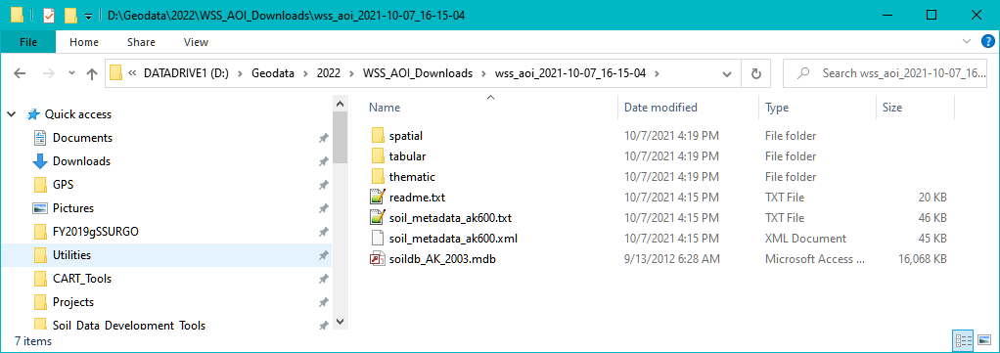 D:\Geodata\2022\WSS_AOI_Downloads\wss_aoi_2021-10-07_16-15-04
File Home Share View
DATADRIVE1 (D:) Geodata 2022 WSS_AOI_Downloads wss_aoi_2021-10-07_16-15-04 Search wss_aoi_2021-10-07_16...
Quick access
Documents
Downloads
GPS
Pictures
FY2019gSSURGO
Utilities
CART_Tools
Projects
Soil Data Development Tools
Name Date modified Type Size
spatial 10/7/2021 4:19 PM File folder
tabular 10/7/2021 4:19 PM File folder
thematic 10/7/2021 4:19 PM File folder
readme.txt 10/7/2021 4:15 PM TXT File 20 KB
soil_metadata_ak600.txt 10/7/2021 4:15 PM TXT File 46 KB
soil_metadata_ak600.xml 10/7/2021 4:15 PM XML Document 45 KB
soildb_AK_2003.mdb 9/13/2012 6:28 AM Microsoft Access ... 16,068 KB
7 items